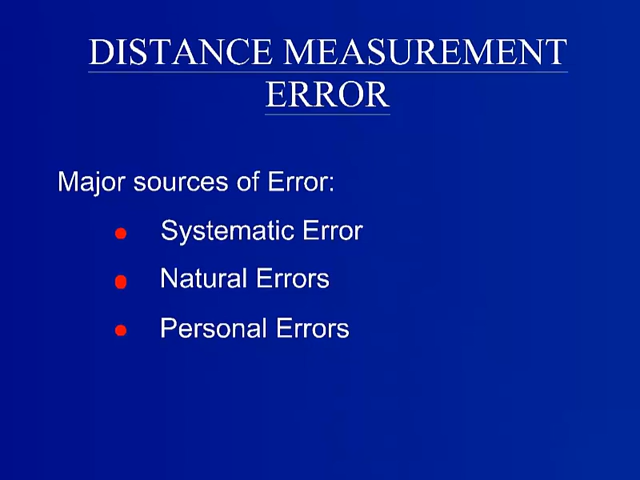 DISTANCE MEASUREMENT
ERROR
Major sources of Error:
Systematic Error
Natural Errors
Personal Errors